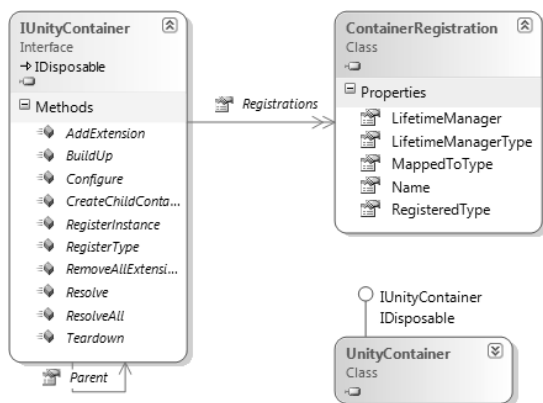 IUnityContainer
Interface
IDisposable
Methods
AddExtension
BuildUp
Configure
CreateChildConta...
RegisterInstance
RegisterType
RemoveAllExtensi...
Resolve
ResolveAll
Teardown
Parent
Registrations
ContainerRegistration
Class
Properties
LifetimeManager
LifetimeManagerType
MappedToType
Name
RegisteredType
IUnityContainer
IDisposable
UnityContainer
Class